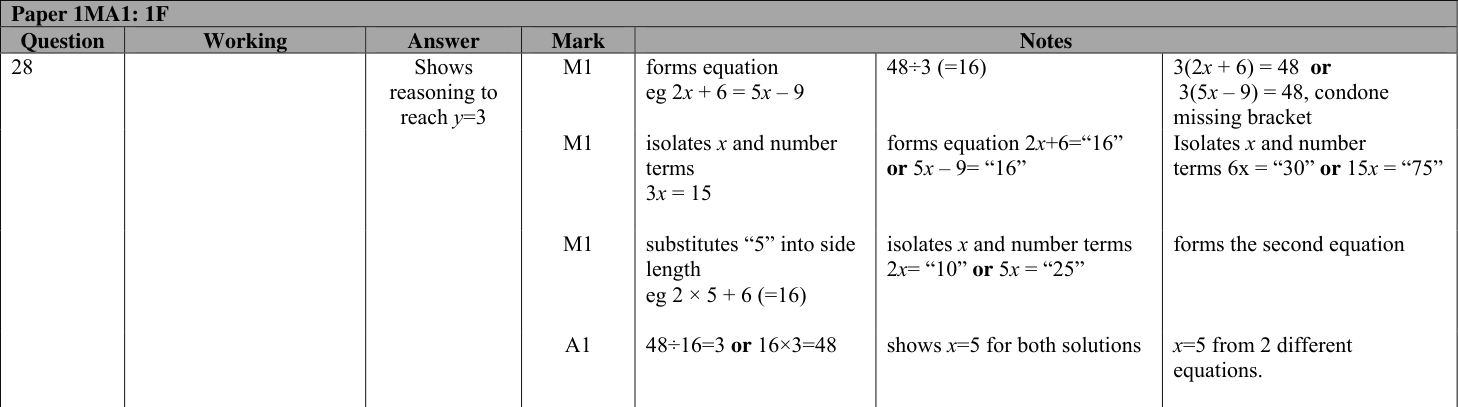 Paper 1MA1: 1F
Question Working Answer Mark Notes
28 Shows M1 forms equation 48÷3 (=16) 3(2x + 6) = 48 or
reasoning to eg 2x + 6 = 5x – 9 3(5x – 9) = 48, condone
reach y=3 missing bracket
M1 isolates x and number forms equation 2x+6=“16” Isolates x and number
terms or 5x – 9= “16” terms 6x = “30” or 15x = “75”
3x = 15
M1 substitutes “5” into side isolates x and number terms forms the second equation
length 2x= “10” or 5x = “25”
eg 2 × 5 + 6 (=16)
A1 48÷16=3 or 16×3=48 shows x=5 for both solutions x=5 from 2 different
equations.